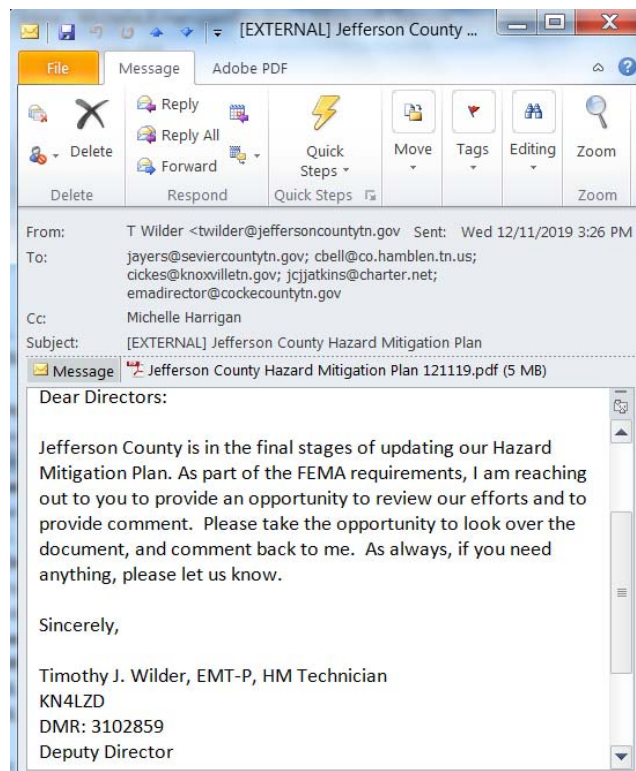 [EXTERNAL] Jefferson County ...
File Message Adobe PDF
Delete
Reply
Reply All
Forward
Quick
Steps
Move
Tags
Editing
Zoom
Delete Respond Quick Steps Zoom
From: T Wilder <twilder@jeffersoncountytn.gov Sent: Wed 12/11/2019 3:26 PM
To: jayers@seviercountytn.gov; cbell@co.hamblen.tn.us;
cickes@knoxvilletn.gov; jcjjatkins@charter.net;
emadirector@cockecountytn.gov
Cc: Michelle Harrigan
Subject: [EXTERNAL] Jefferson County Hazard Mitigation Plan
Message Jefferson County Hazard Mitigation Plan 121119.pdf (5 MB)
Dear Directors:
Jefferson County is in the final stages of updating our Hazard
Mitigation Plan. As part of the FEMA requirements, I am reaching
out to you to provide an opportunity to review our efforts and to
provide comment. Please take the opportunity to look over the
document, and comment back to me. As always, if you need
anything, please let us know.
Sincerely,
Timothy J. Wilder, EMT-P, HM Technician
KN4LZD
DMR: 3102859
Deputy Director